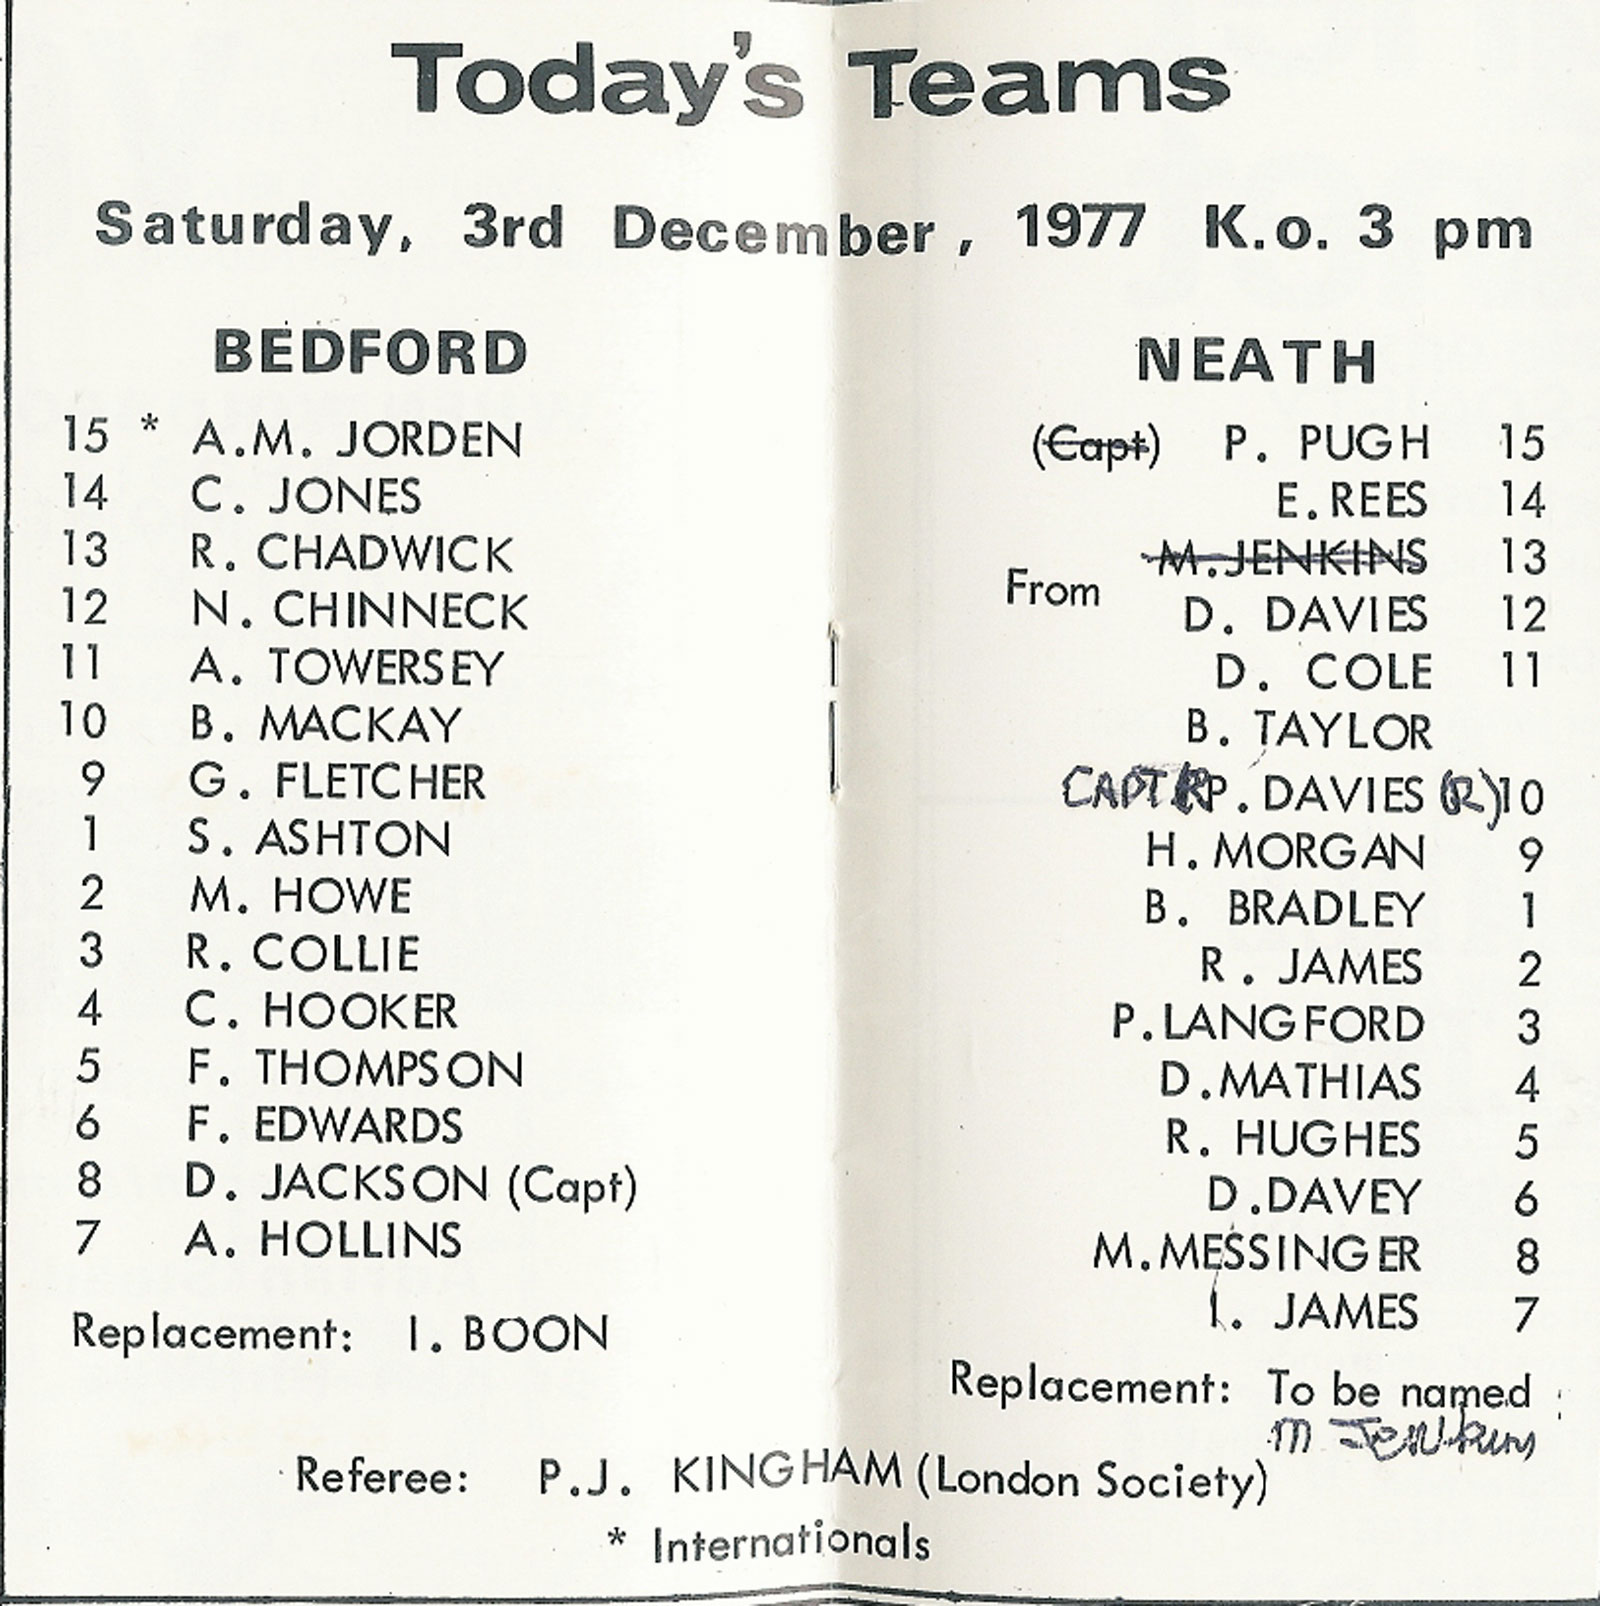 Today's Teams
Saturday, 3rd December, 1977 K.o. 3 pm
BEDFORD
15 * A.M. JORDEN
14 C. JONES
13 R. CHADWICK
12 N. CHINNECK
11 A. TOWERSEY
10 B. MACKAY
9 G. FLETCHER
1 S. ASHTON
2 M. HOWE
3 R. COLLIE
4 C. HOOKER
5 F. THOMPSON
6 F. EDWARDS
8 D. JACKSON (Capt)
7 A. HOLLINS
Replacement: I. BOON
NEATH
(Capt) P. PUGH 15
E. REES 14
M. JENKINS 13
From
D. DAVIES 12
D. COLE 11
B. TAYLOR
CAPT P. DAVIES (R) 10
H. MORGAN 9
B. BRADLEY 1
R. JAMES 2
P. LANGFORD 3
D. MATHIAS 4
R. HUGHES 5
D. DAVEY 6
M. MESSINGER 8
I. JAMES 7
Replacement: To be named
M Jenkins
Referee: P.J. KINGHAM (London Society)
* Internationals